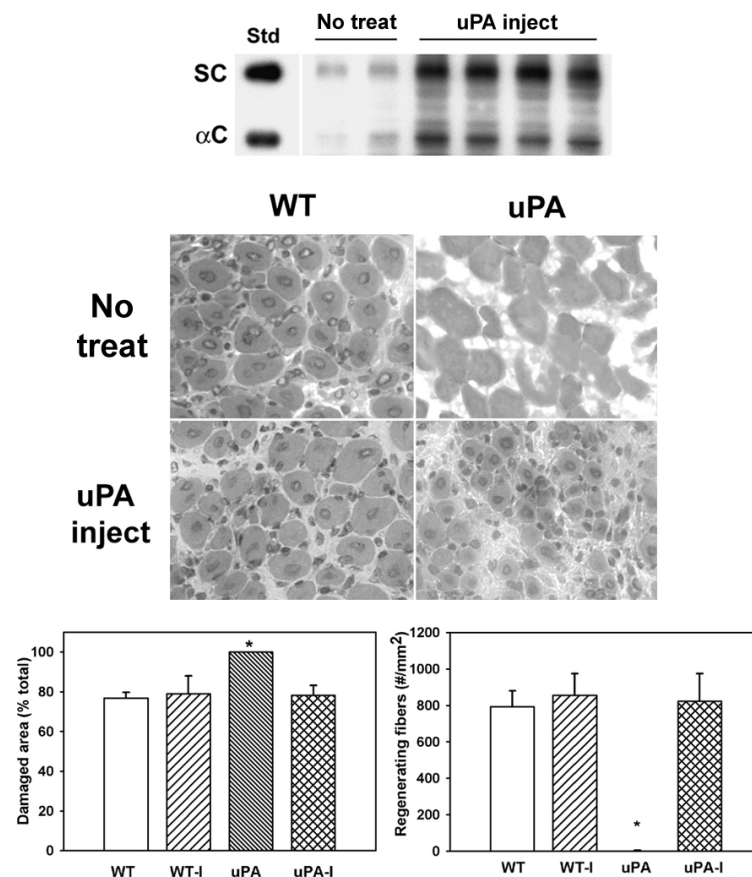 Std No treat uPA inject
SC
αC
WT uPA
No
treat
uPA
inject
Damaged area (% total)
100
80
60
40
20
0
*
WT WT-I uPA uPA-I
Regenerating fibers (#/mm²)
1200
1000
800
600
400
200
0
*
WT WT-I uPA uPA-I